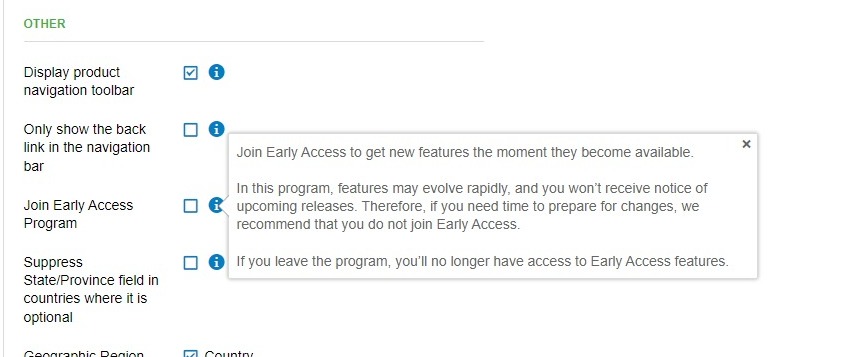 OTHER
Display product
navigation toolbar
Only show the back
link in the navigation
bar
Join Early Access to get new features the moment they become available.
In this program, features may evolve rapidly, and you won't receive notice of
upcoming releases. Therefore, if you need time to prepare for changes, we
recommend that you do not join Early Access.
If you leave the program, you'll no longer have access to Early Access features.
Join Early Access
Program
Suppress
State/Province field in
countries where it is
optional
Geographic Region
Country